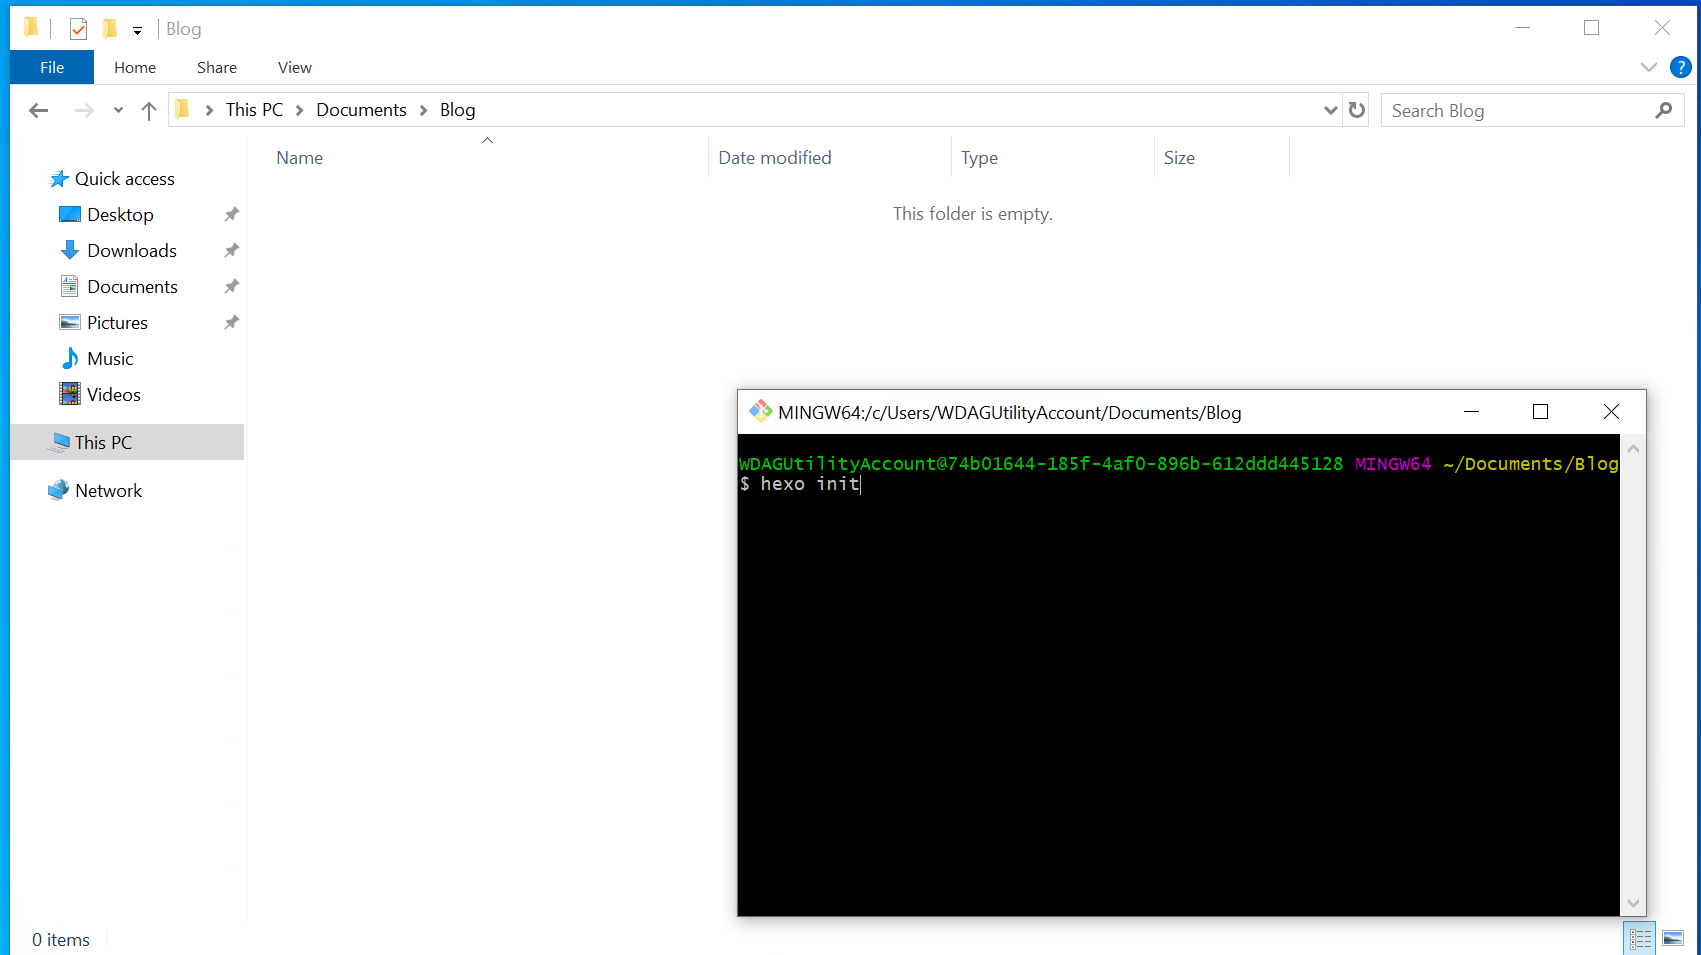 Blog
File Home Share View
?
This PC Documents Blog
Search Blog
Name Date modified Type Size
This folder is empty.
Quick access
Desktop
Downloads
Documents
Pictures
Music
Videos
This PC
Network
MINGW64:/c/Users/WDAGUtilityAccount/Documents/Blog
WDAGUtilityAccount@74b01644-185f-4af0-896b-612ddd445128 MINGW64 ~/Documents/Blog
$ hexo init
0 items